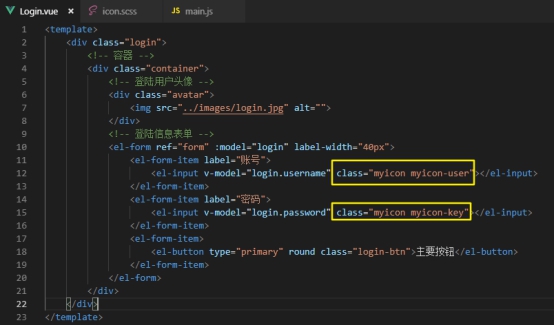 Login.vue icon.scss JS main.js
1 <template>
2 <div class="login">
3 <!-- 容器 -->
4 <div class="container">
5 <!-- 登陆用户头像 -->
6 <div class="avatar">
7 <img src="../images/login.jpg" alt="">
8 </div>
9 <!-- 登陆信息表单 -->
10 <el-form ref="form" :model="login" label-width="40px">
11 <el-form-item label="账号">
12 <el-input v-model="login.username" class="myicon myicon-user"></el-input>
13 </el-form-item>
14 <el-form-item label="密码">
15 <el-input v-model="login.password" class="myicon myicon-key"></el-input>
16 </el-form-item>
17 <el-form-item>
18 <el-button type="primary" round class="login-btn">主要按钮</el-button>
19 </el-form-item>
20 </el-form>
21 </div>
22 </div>
23 </template>